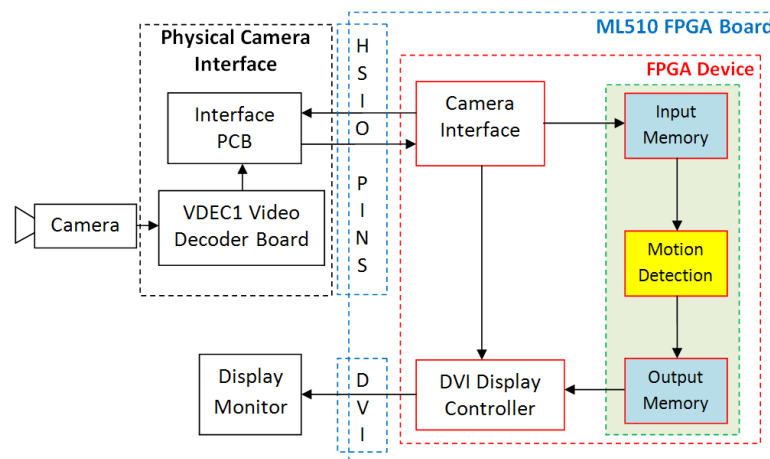 ML510 FPGA Board
Physical Camera
Interface
H
S
I
O
P
I
N
S
FPGA Device
Interface
PCB
Camera
Interface
Input
Memory
Camera
VDEC1 Video
Decoder Board
Motion
Detection
Display
Monitor
D
V
I
DVI Display
Controller
Output
Memory